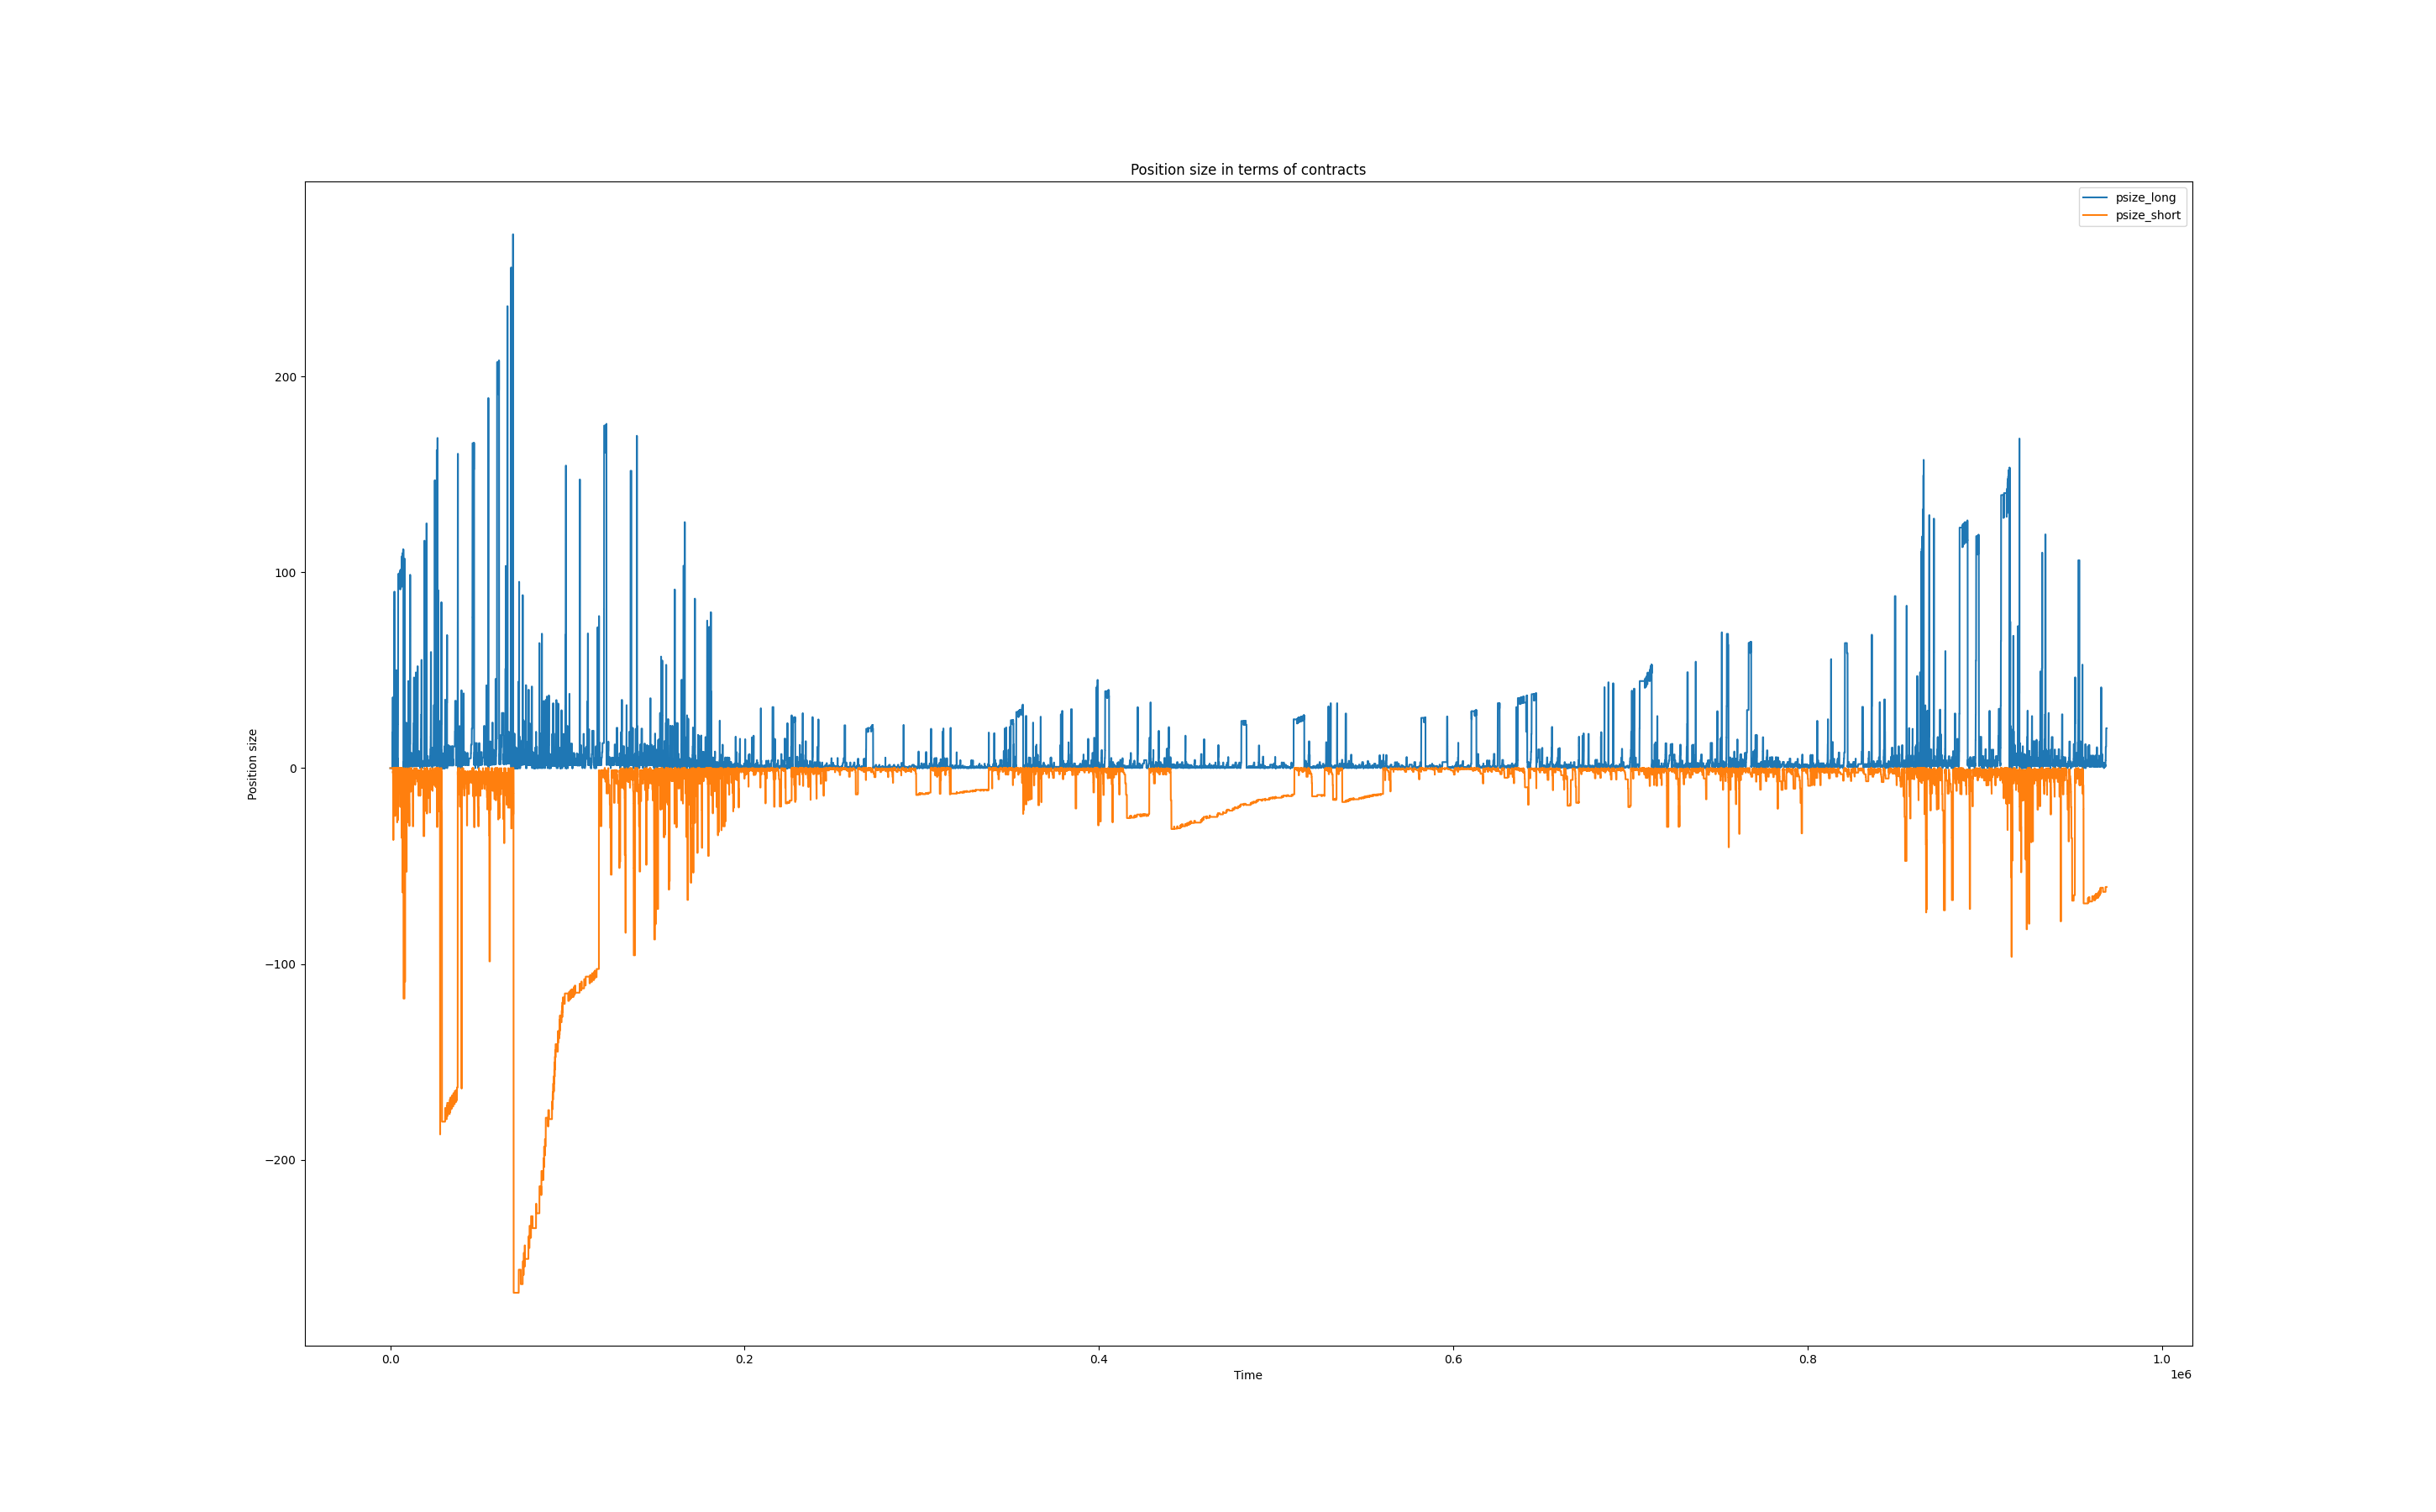 Position size in terms of contracts
psize_long
psize_short
Position size
200
100
0
−100
−200
0.0
0.2
0.4
0.6
0.8
1.0
1e6
Time